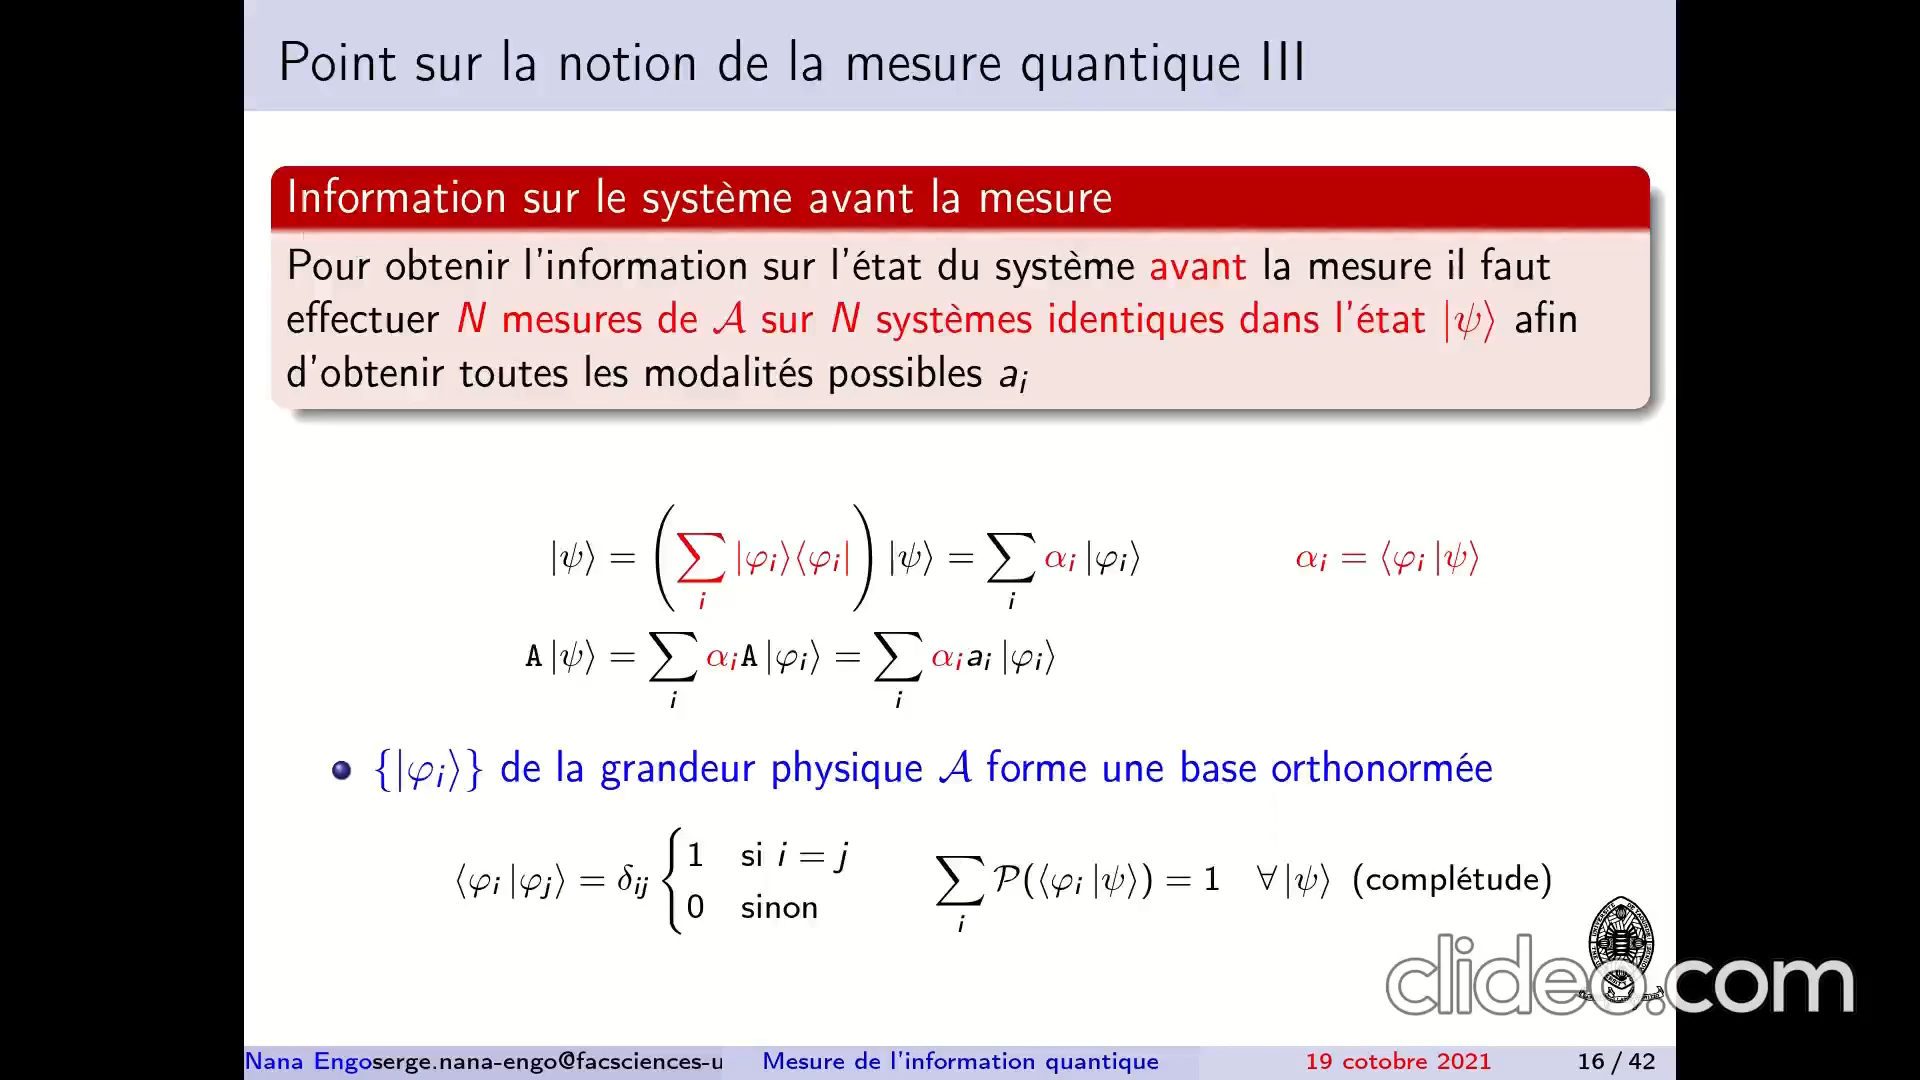 Point sur la notion de la mesure quantique III
Information sur le système avant la mesure
Pour obtenir l'information sur l'état du système avant la mesure il faut
effectuer N mesures de 𝒜 sur N systèmes identiques dans l'état |ψ⟩ afin
d'obtenir toutes les modalités possibles aᵢ
|ψ⟩ = (∑ᵢ |φᵢ⟩⟨φᵢ|) |ψ⟩ = ∑ᵢ αᵢ |φᵢ⟩ αᵢ = ⟨φᵢ |ψ⟩
A |ψ⟩ = ∑ᵢ αᵢA |φᵢ⟩ = ∑ᵢ αᵢaᵢ |φᵢ⟩
{|φᵢ⟩} de la grandeur physique 𝒜 forme une base orthonormée
⟨φᵢ |φⱼ⟩ = δᵢⱼ { 1 si i = j
0 sinon
∑ᵢ 𝒫(⟨φᵢ |ψ⟩) = 1 ∀ |ψ⟩ (complétude)
clideo.com
Nana Engoserge.nana-engo@facsciences-u Mesure de l'information quantique 19 cotobre 2021 16 / 42